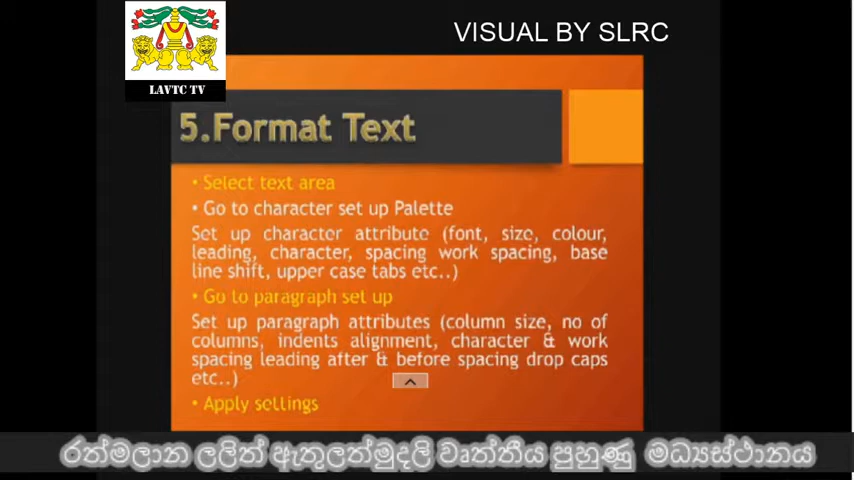 VISUAL BY SLRC
LAVTC TV
5.Format Text
• Select text area
• Go to character set up Palette
Set up character attribute (font, size, colour,
leading, character, spacing work spacing, base
line shift, upper case tabs etc..)
• Go to paragraph set up
Set up paragraph attributes (column size, no of
columns, indents alignment, character & work
spacing leading after & before spacing drop caps
etc..)
• Apply settings
රත්මලාන ලලිත් ඇතුලත්මුදලි වෘත්තීය පුහුණු මධ්‍යස්ථානය